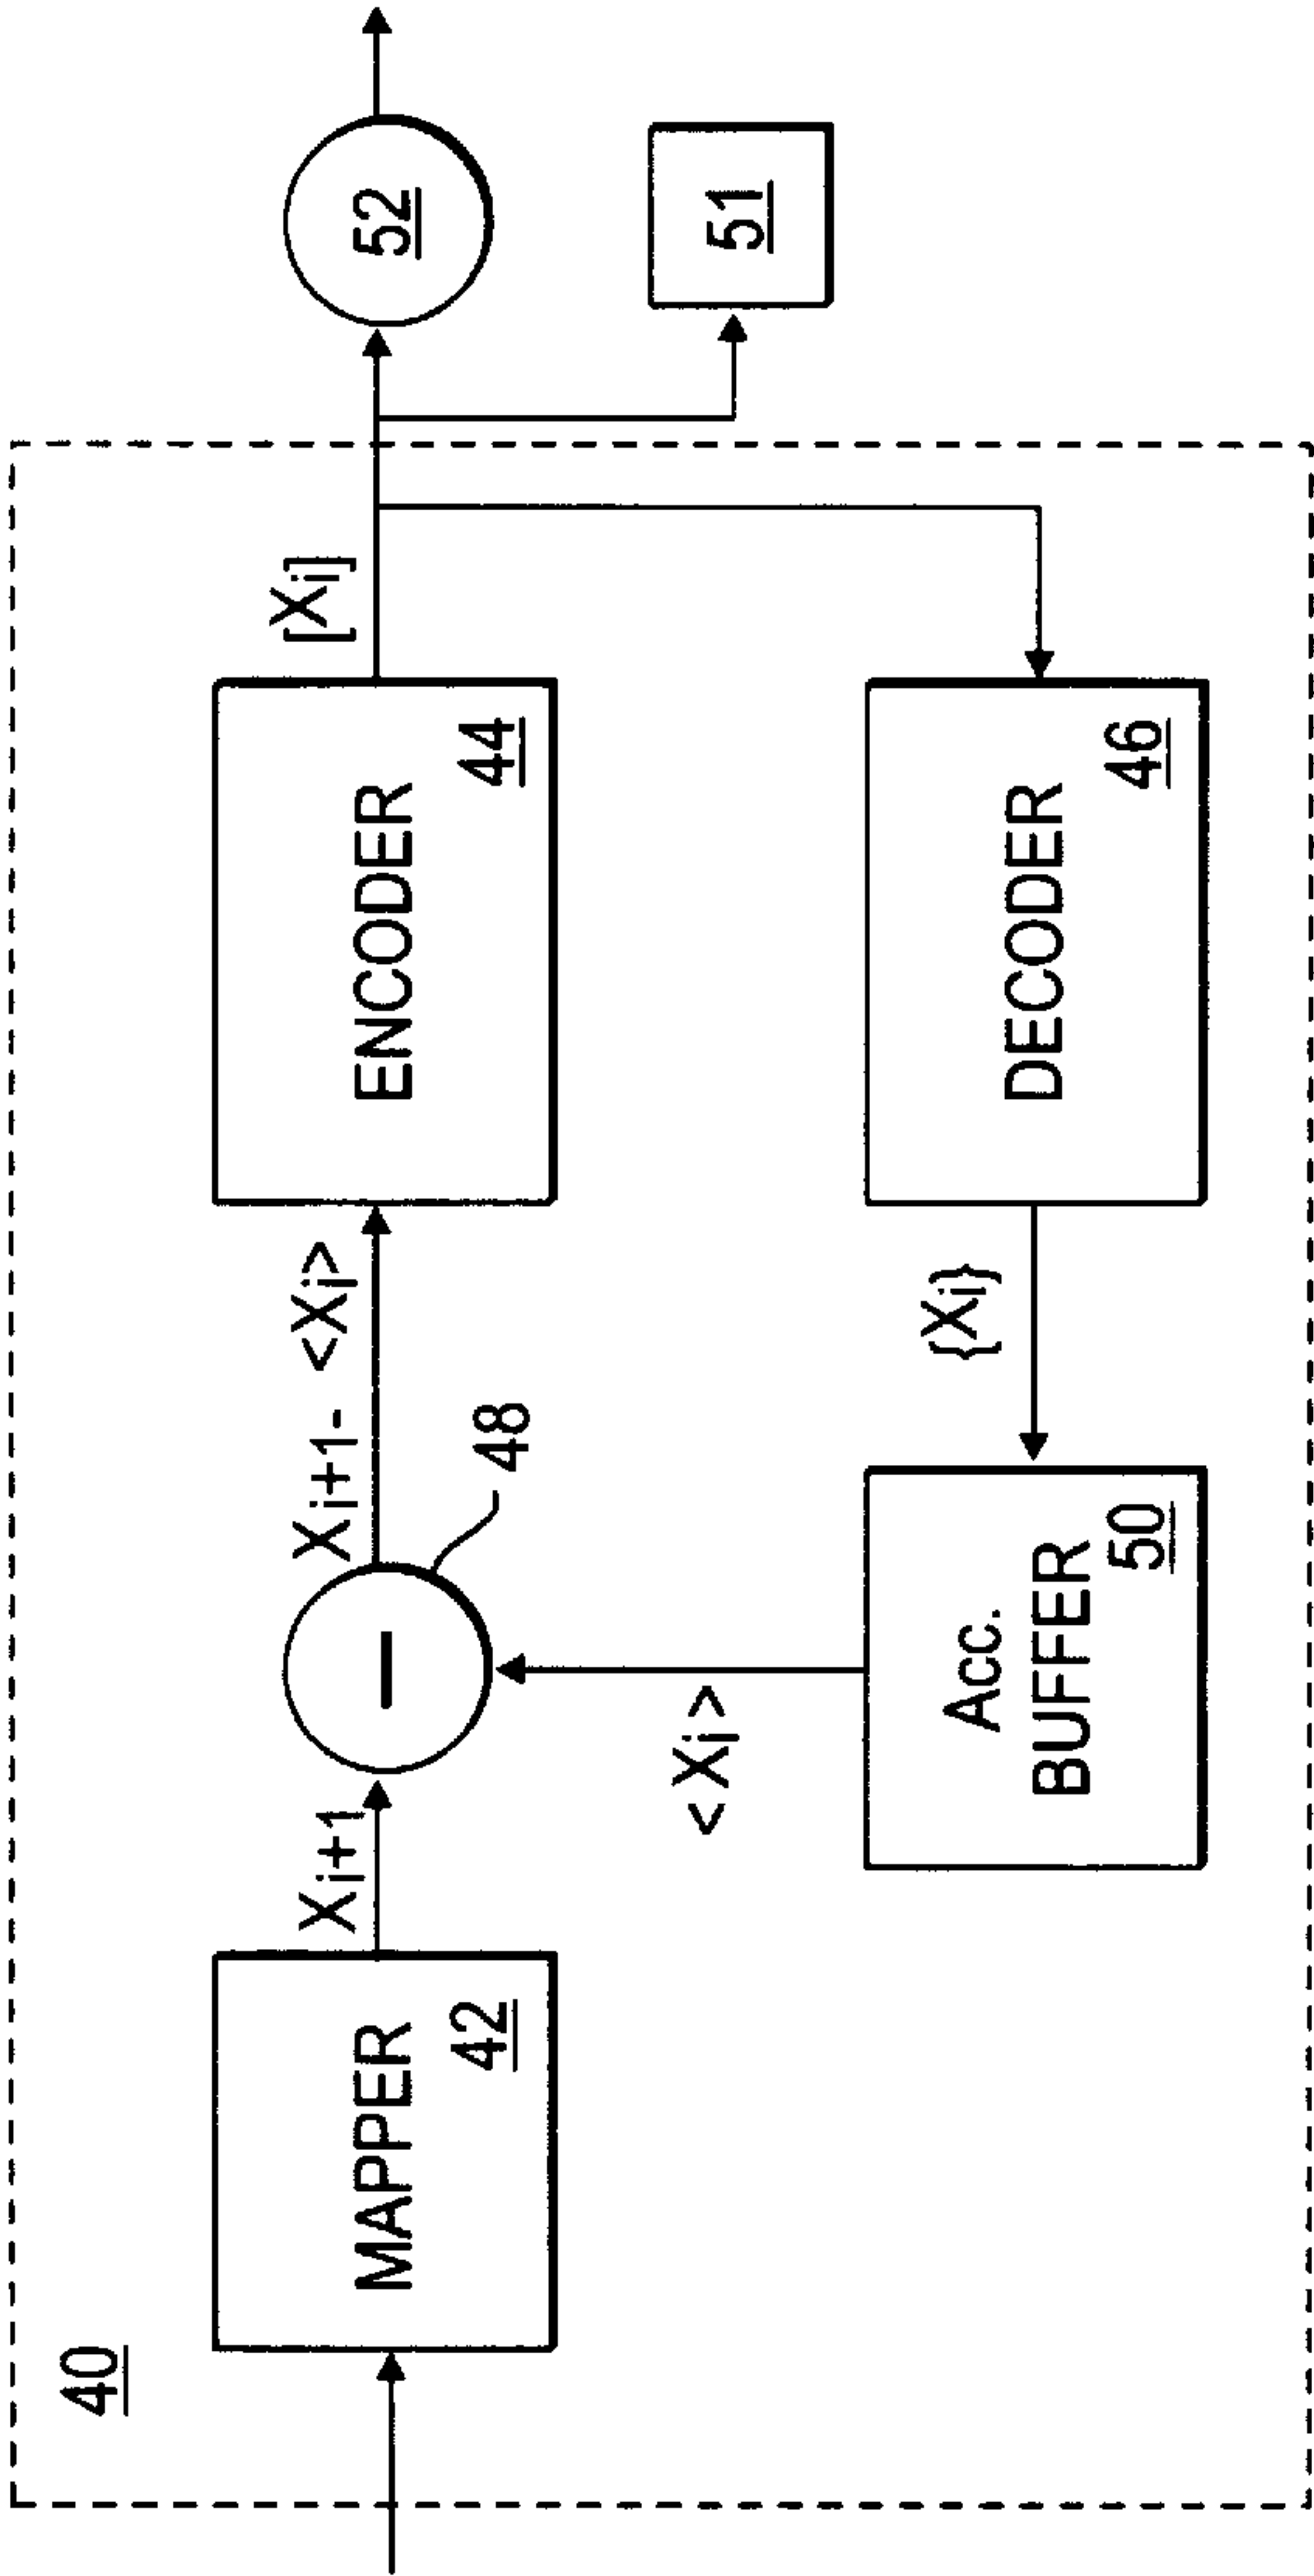 40
MAPPER
42
Xi+1
48
Xi+1- <Xi>
ENCODER
44
[Xi]
52
51
< Xi >
Acc.
BUFFER
50
{Xi}
DECODER
46